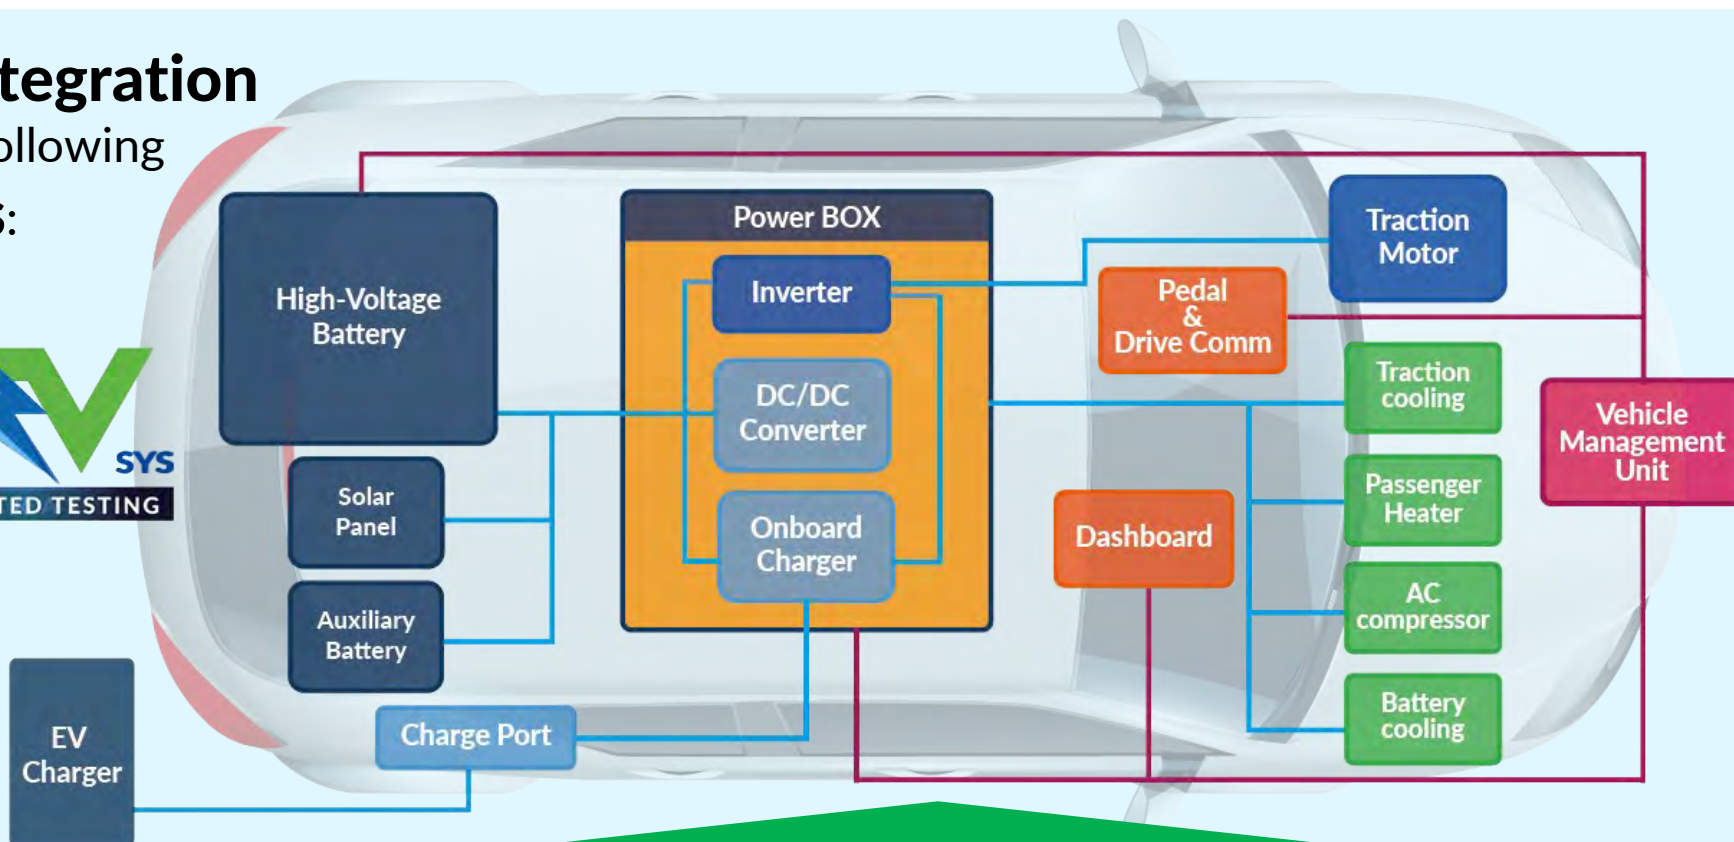 ntegration
ollowing
S:
Power BOX
Inverter
DC/DC
Converter
Onboard
Charger
High-Voltage
Battery
Solar
Panel
Auxiliary
Battery
Charge Port
EV
Charger
V
SYS
TED TESTING
Traction
Motor
Pedal
&
Drive Comm
Traction
cooling
Passenger
Heater
AC
compressor
Battery
cooling
Dashboard
Vehicle
Management
Unit